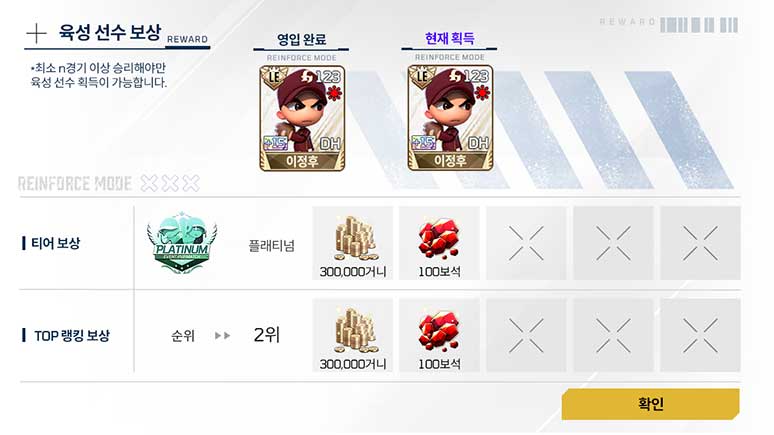 육성 선수 보상 REWARD
*최소 n경기 이상 승리해야만
육성 선수 획득이 가능합니다.
영입 완료
REINFORCE MODE
LE 123
+15 DH
이정후
현재 획득
REINFORCE MODE
LE 123
+15 DH
이정후
REWARD
REINFORCE MODE
티어 보상
PLATINUM
플래티넘
300,000거니
100보석
TOP 랭킹 보상
순위
2위
300,000거니
100보석
확인